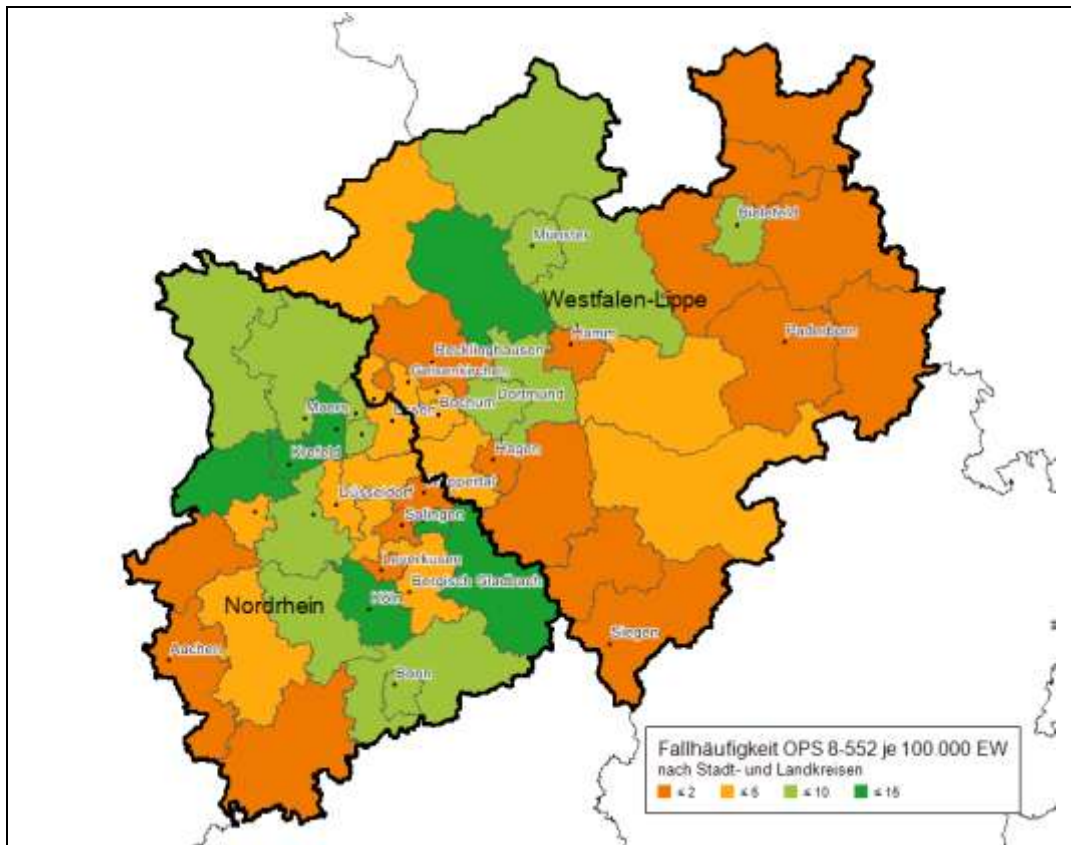 Bielefeld
Münster
Westfalen-Lippe
Paderborn
Hamm
Recklinghausen
Gelsenkirchen
Dortmund
Bochum
Moers
Hagen
Krefeld
Düsseldorf
Solingen
Leverkusen
Bergisch Gladbach
Nordrhein
Köln
Siegen
Aachen
Bonn
Fallhäufigkeit OPS 8-552 je 100.000 EW
nach Stadt- und Landkreisen
≤ 2 ≤ 5 ≤ 10 ≤ 15